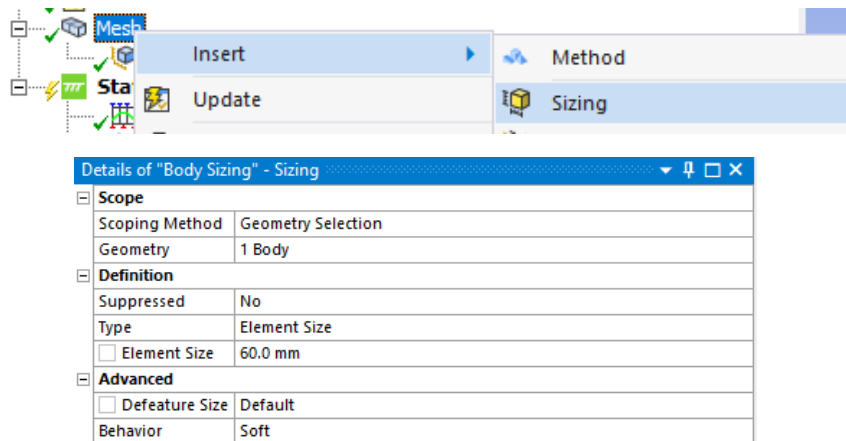 Mesh
Insert
Method
Sta
Update
Sizing
Details of "Body Sizing" - Sizing
Scope
Scoping Method Geometry Selection
Geometry 1 Body
Definition
Suppressed No
Type Element Size
Element Size 60.0 mm
Advanced
Defeature Size Default
Behavior Soft